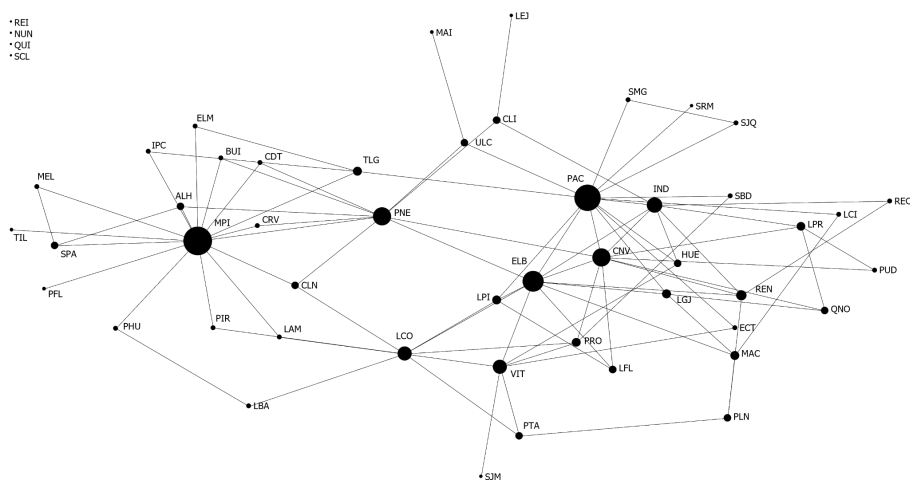 REI
NUN
QUI
SCL
LEJ
MAI
SMG
SRM
ELM
CLI
SJQ
ULC
IPC
BUI
CDT
TLG
PAC
MEL
IND
SBD
ALH
REC
MPI
CRV
PNE
LCI
LPR
TIL
SPA
CNV
HUE
ELB
PUD
PFL
CLN
LPI
LGJ
REN
QNO
PHU
PIR
LAM
LCO
PRO
ECT
MAC
VIT
LFL
LBA
PLN
PTA
SJM